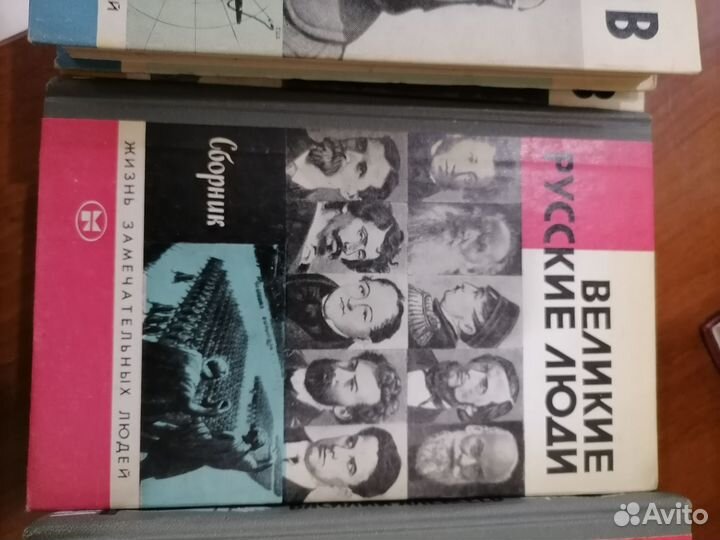 Й
В
В
ВЕЛИКИЕ
РУССКИЕ ЛЮДИ
Сборник
ЖИЗНЬ ЗАМЕЧАТЕЛЬНЫХ ЛЮДЕЙ
Avito